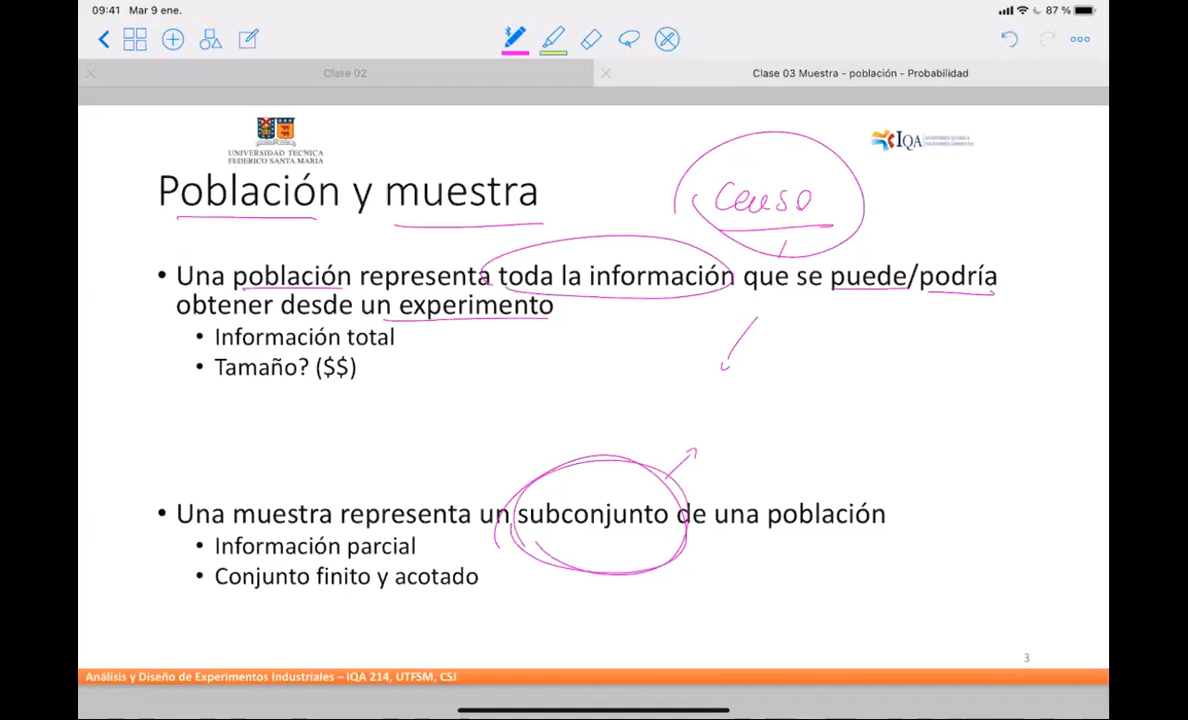 09:41 Mar 9 ene.
87 %
Clase 02
Clase 03 Muestra - población - Probabilidad
UNIVERSIDAD TECNICA
FEDERICO SANTA MARIA
IQA
Censo
Población y muestra
• Una población representa toda la información que se puede/podría
obtener desde un experimento
• Información total
• Tamaño? ($$)
• Una muestra representa un subconjunto de una población
• Información parcial
• Conjunto finito y acotado
3
Análisis y Diseño de Experimentos Industriales – IQA 214, UTFSM, CSJ